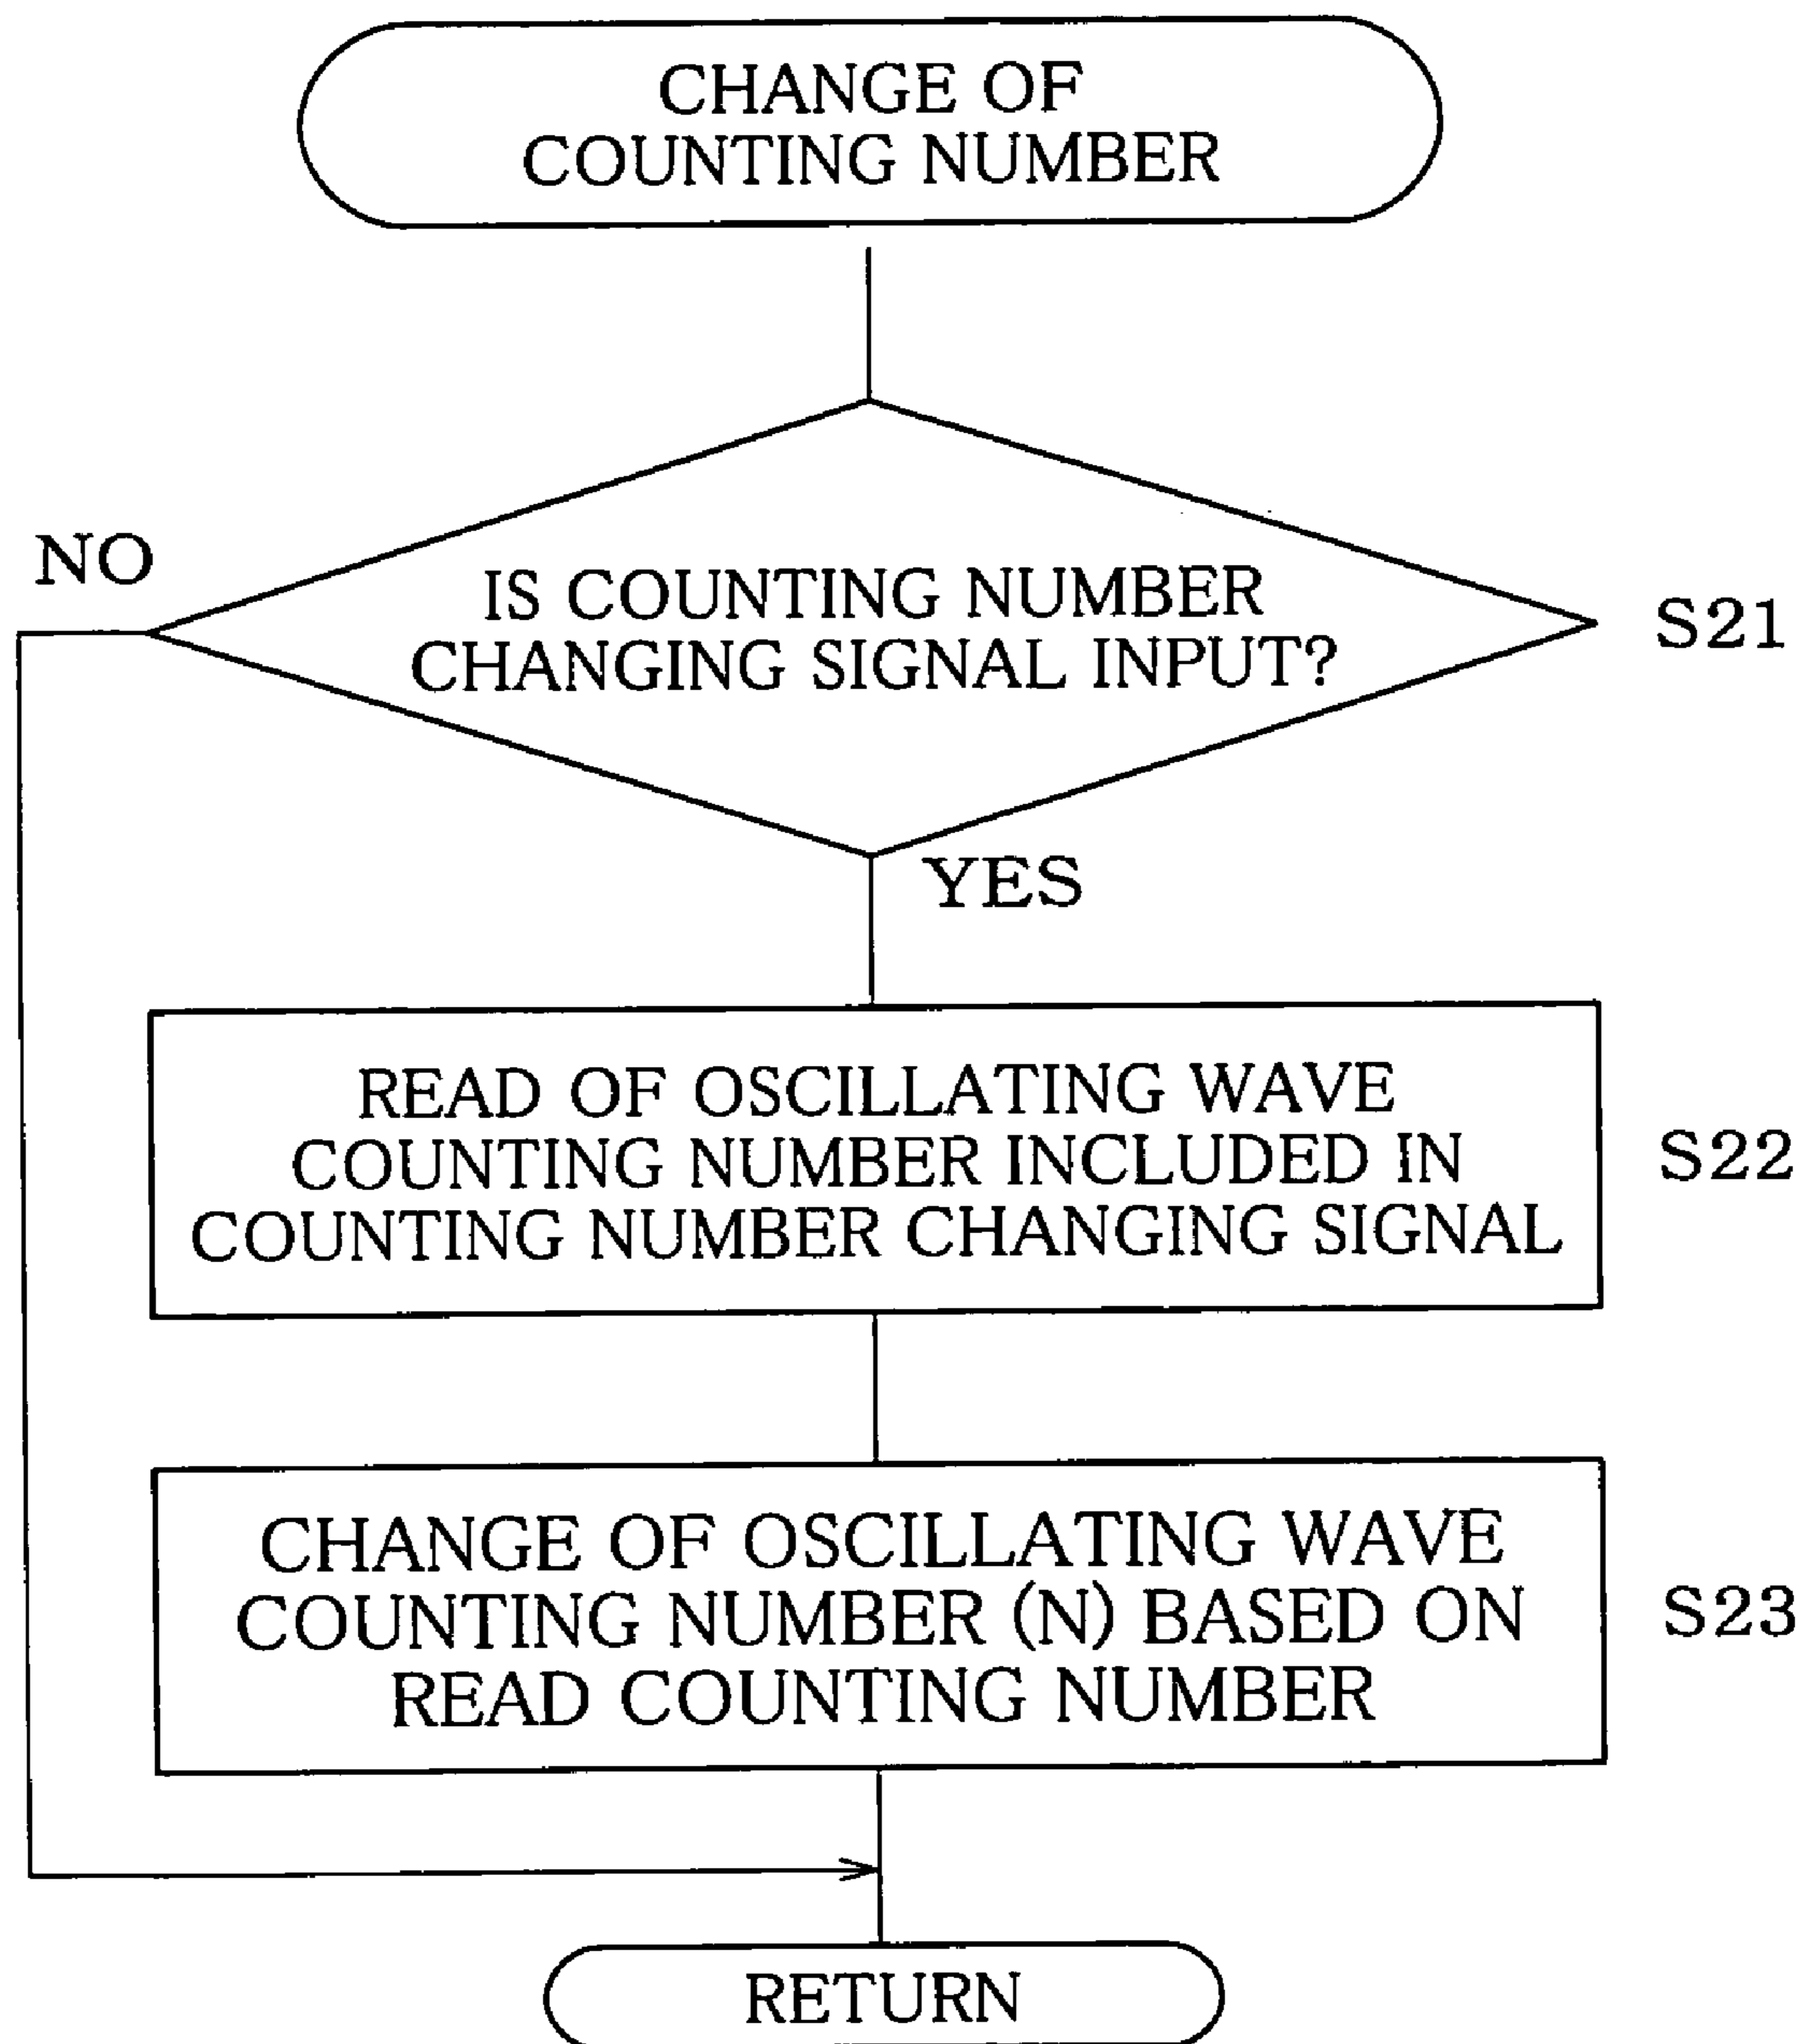 CHANGE OF
COUNTING NUMBER
NO
IS COUNTING NUMBER
CHANGING SIGNAL INPUT?
S21
YES
READ OF OSCILLATING WAVE
COUNTING NUMBER INCLUDED IN
COUNTING NUMBER CHANGING SIGNAL
S22
CHANGE OF OSCILLATING WAVE
COUNTING NUMBER (N) BASED ON
READ COUNTING NUMBER
S23
RETURN